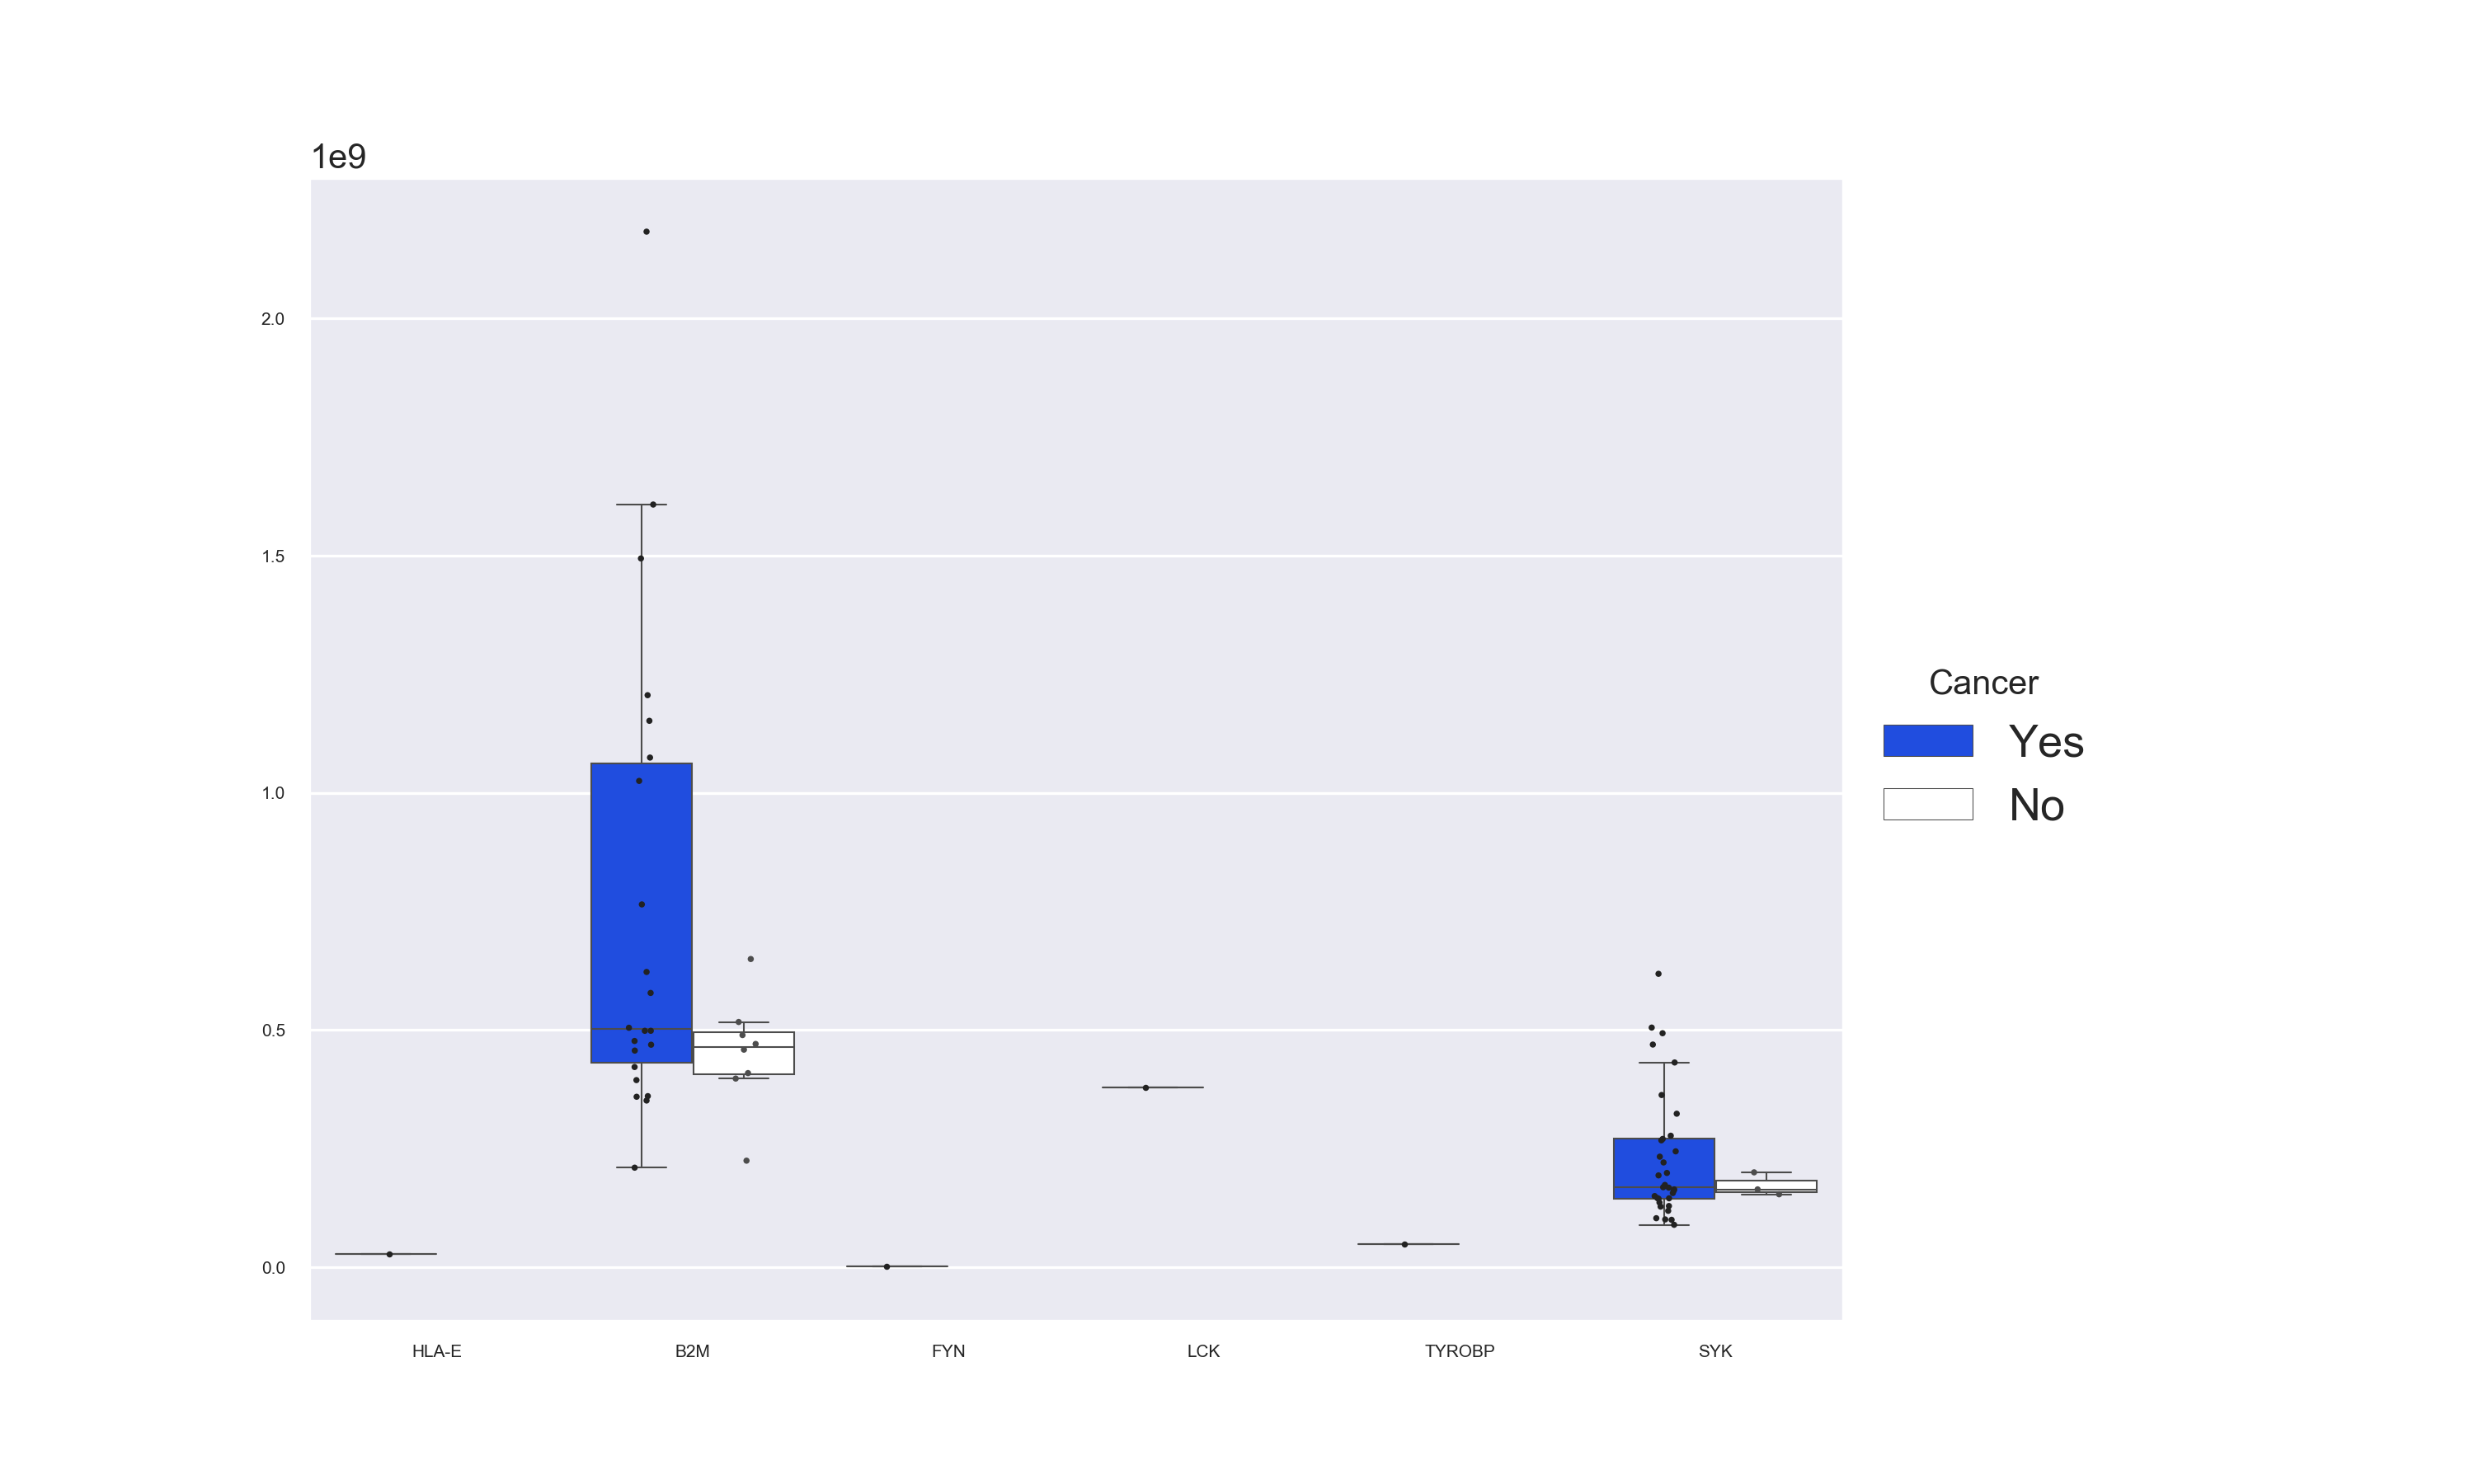 1e9
2.0
1.5
1.0
0.5
0.0
HLA-E B2M FYN LCK TYROBP SYK
Cancer
Yes
No